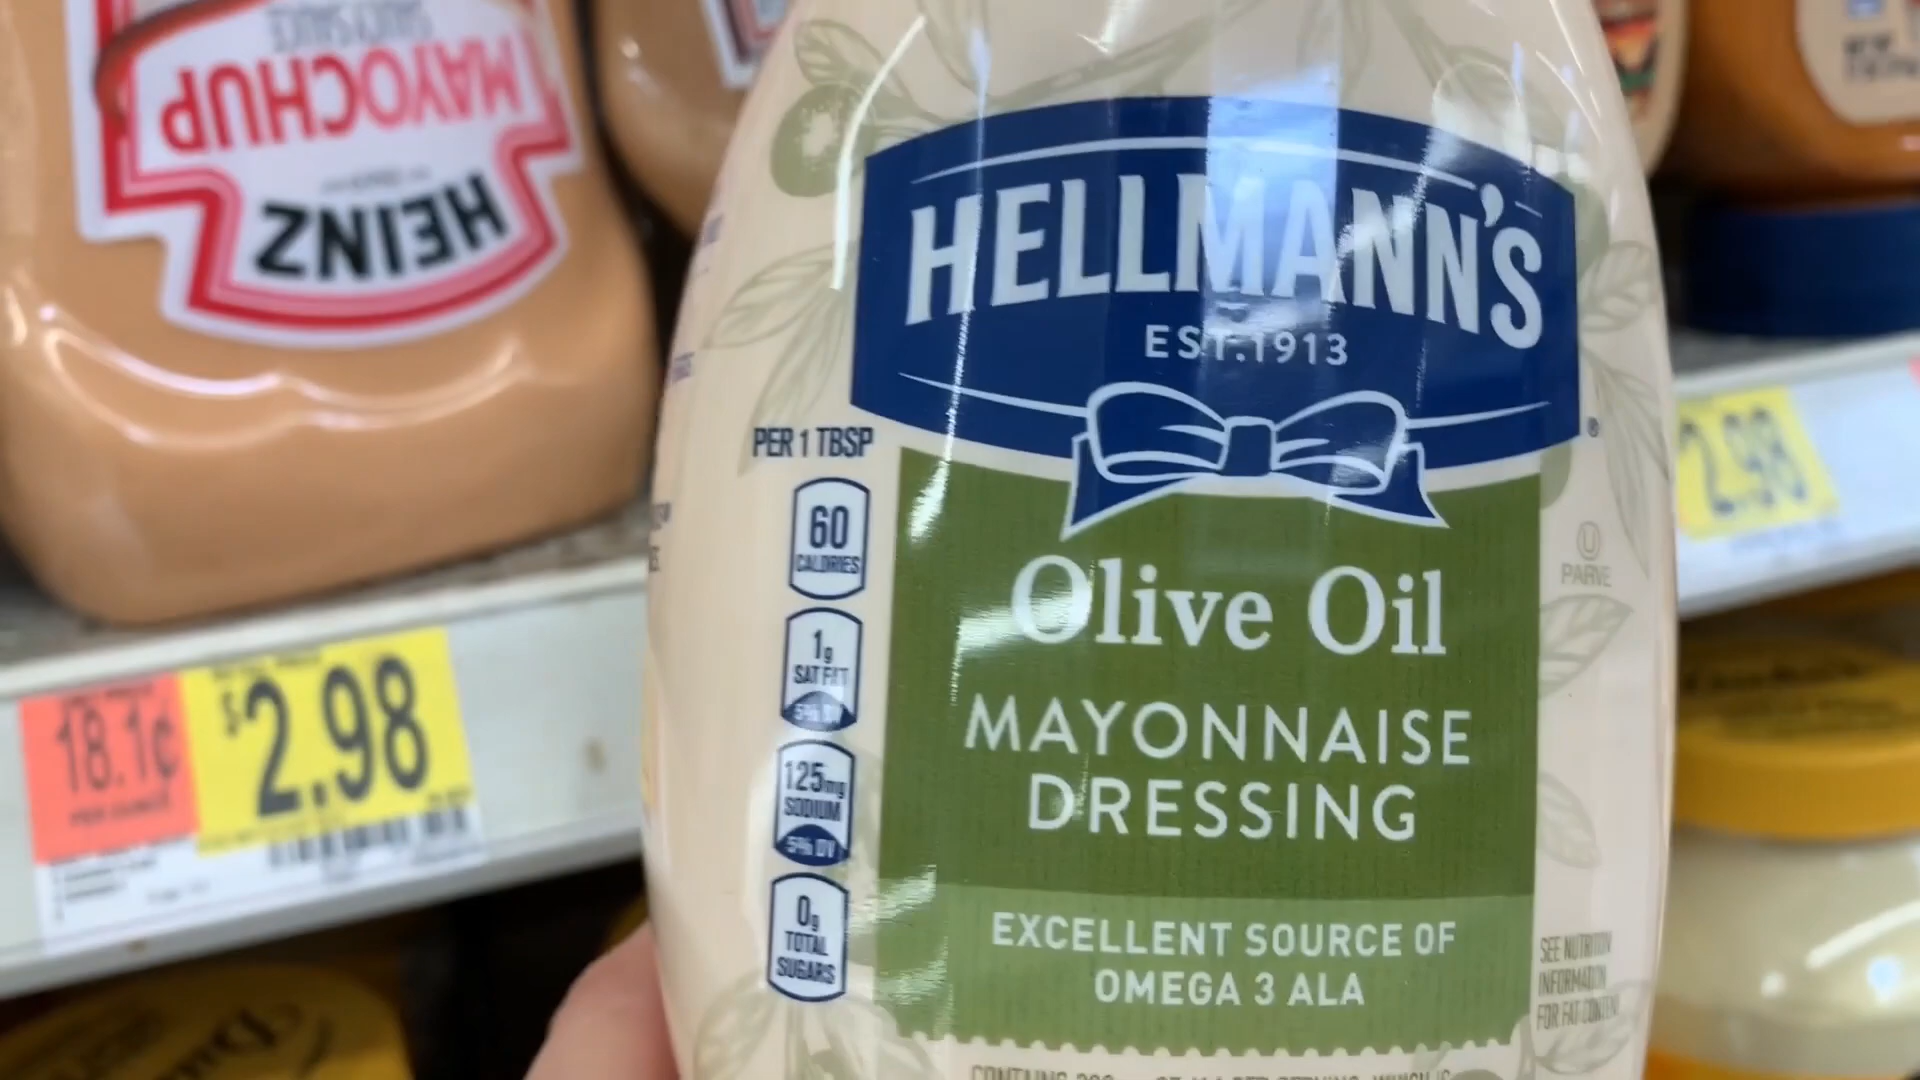 HEINZ
MAYOCHUP
HELLMANN'S
EST. 1913
PER 1 TBSP
60
CALORIES
1g
SAT FAT
5% DV
125mg
SODIUM
5% DV
0g
TOTAL
SUGARS
Olive Oil
MAYONNAISE
DRESSING
EXCELLENT SOURCE OF
OMEGA 3 ALA
U
PARVE
SEE NUTRITION
INFORMATION
FOR FAT CONTENT
18.1¢
PER OUNCE
$2.98
2.98